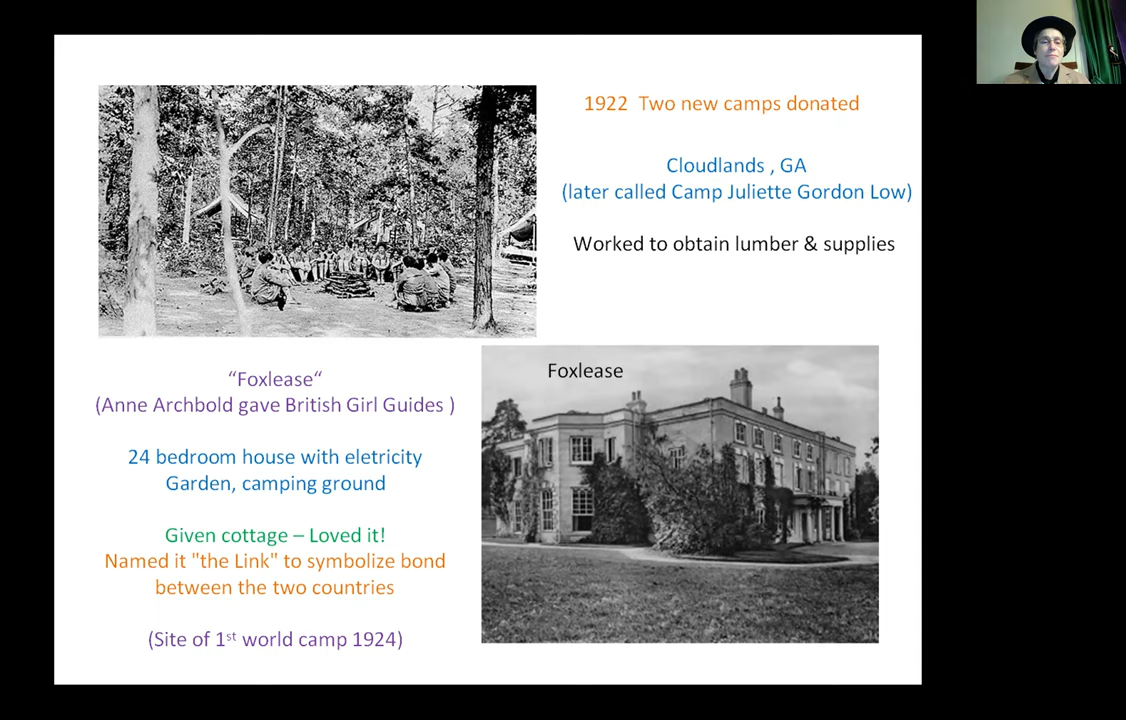 1922 Two new camps donated
Cloudlands , GA
(later called Camp Juliette Gordon Low)
Worked to obtain lumber & supplies
“Foxlease“
(Anne Archbold gave British Girl Guides )
24 bedroom house with eletricity
Garden, camping ground
Given cottage – Loved it!
Named it "the Link" to symbolize bond
between the two countries
(Site of 1st world camp 1924)
Foxlease